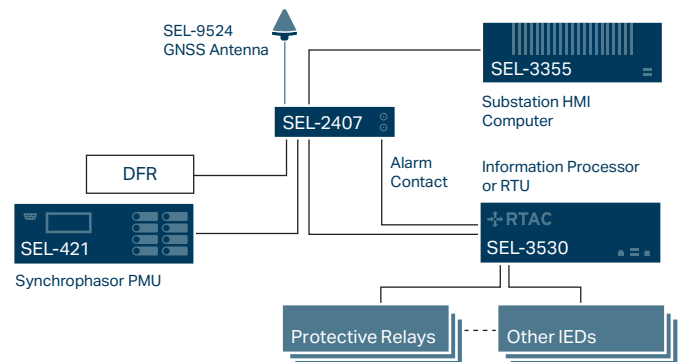 SEL-9524
GNSS Antenna
SEL-3355
Substation HMI
Computer
SEL-2407
Alarm
Contact
Information Processor
or RTU
DFR
RTAC
SEL-3530
SEL-421
Synchrophasor PMU
Protective Relays
Other IEDs